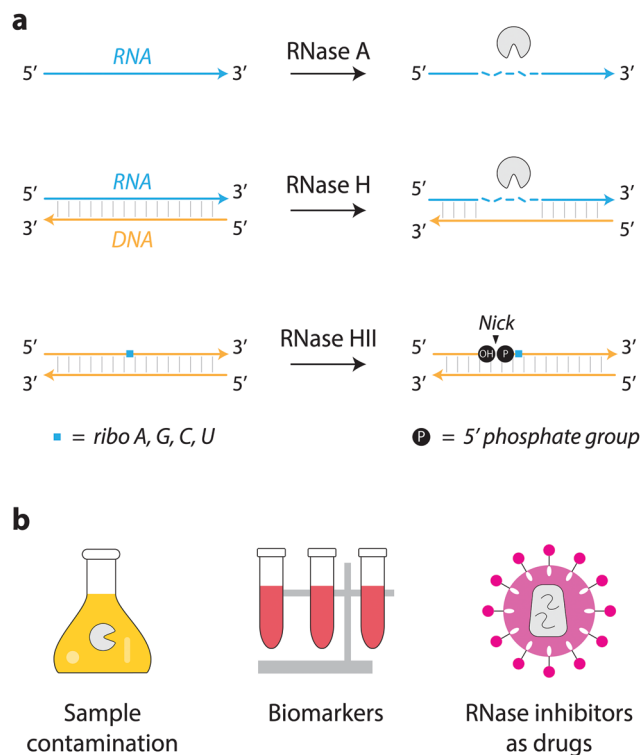 a
RNA
RNase A
5′ 3′
5′ 3′
RNA
RNase H
5′ 3′
5′ 3′
3′ 5′
3′ 5′
DNA
RNase HII
Nick
5′ 3′
5′ OH P 3′
3′ 5′
3′ 5′
= ribo A, G, C, U
P = 5′ phosphate group
b
Sample
contamination
Biomarkers
RNase inhibitors
as drugs